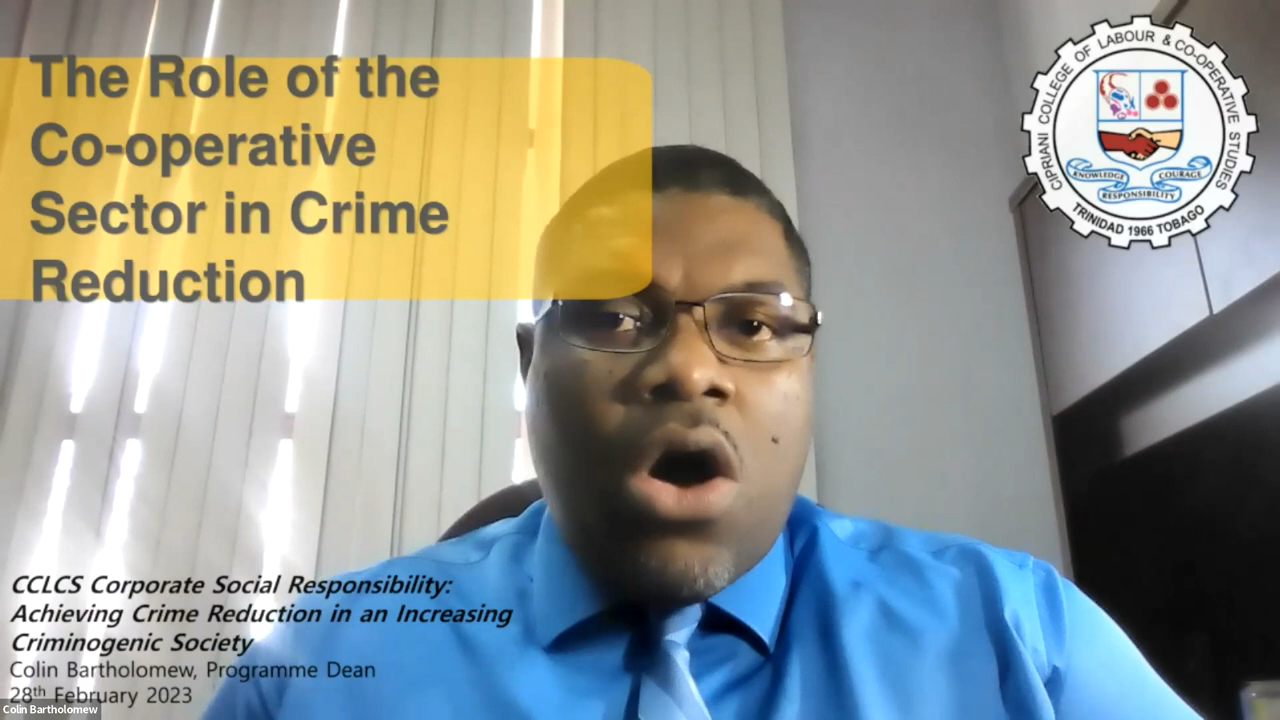 The Role of the
Co-operative
Sector in Crime
Reduction
CIPRIANI COLLEGE OF LABOUR & CO-OPERATIVE STUDIES
KNOWLEDGE
COURAGE
RESPONSIBILITY
TRINIDAD 1966 TOBAGO
CCLCS Corporate Social Responsibility:
Achieving Crime Reduction in an Increasing
Criminogenic Society
Colin Bartholomew, Programme Dean
28th February 2023
Colin Bartholomew